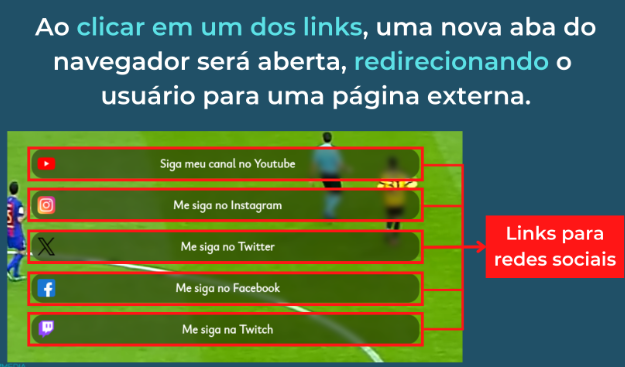 Ao clicar em um dos links, uma nova aba do
navegador será aberta, redirecionando o
usuário para uma página externa.
Siga meu canal no Youtube
Me siga no Instagram
Me siga no Twitter
Me siga no Facebook
Me siga na Twitch
Links para
redes sociais